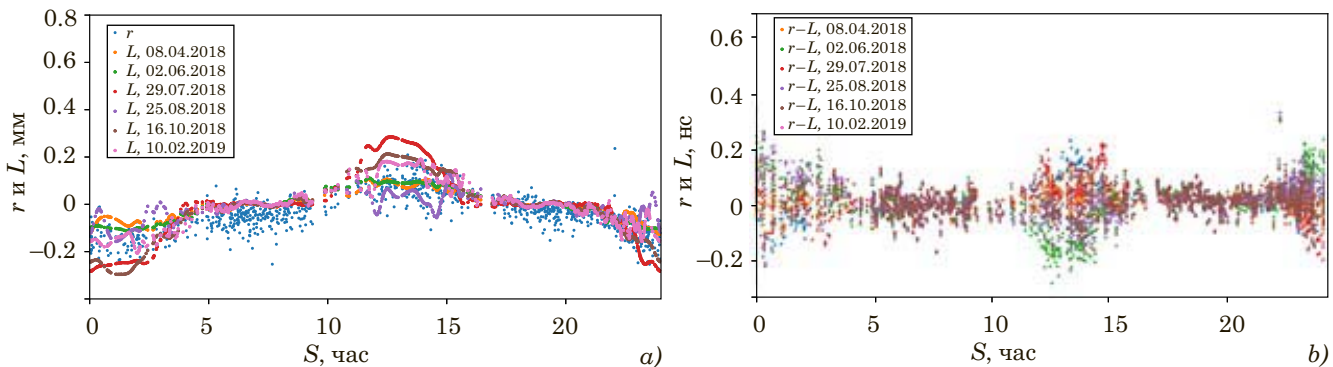 0.8
0.6
0.4
0.2
0
−0.2
r и L, мм
r
L, 08.04.2018
L, 02.06.2018
L, 29.07.2018
L, 25.08.2018
L, 16.10.2018
L, 10.02.2019
0 5 10 15 20
S, час
a)
0.6
0.4
0.2
0
−0.2
r и L, нс
r−L, 08.04.2018
r−L, 02.06.2018
r−L, 29.07.2018
r−L, 25.08.2018
r−L, 16.10.2018
r−L, 10.02.2019
0 5 10 15 20
S, час
b)